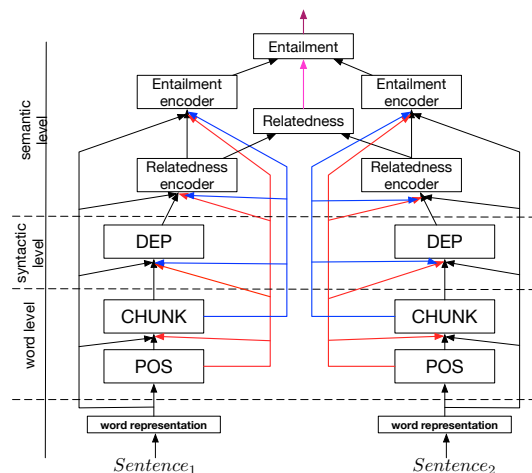 Entailment
Entailment
encoder
Entailment
encoder
Relatedness
Relatedness
encoder
Relatedness
encoder
semantic
level
DEP
DEP
syntactic
level
CHUNK
CHUNK
word level
POS
POS
word representation
word representation
Sentence₁
Sentence₂